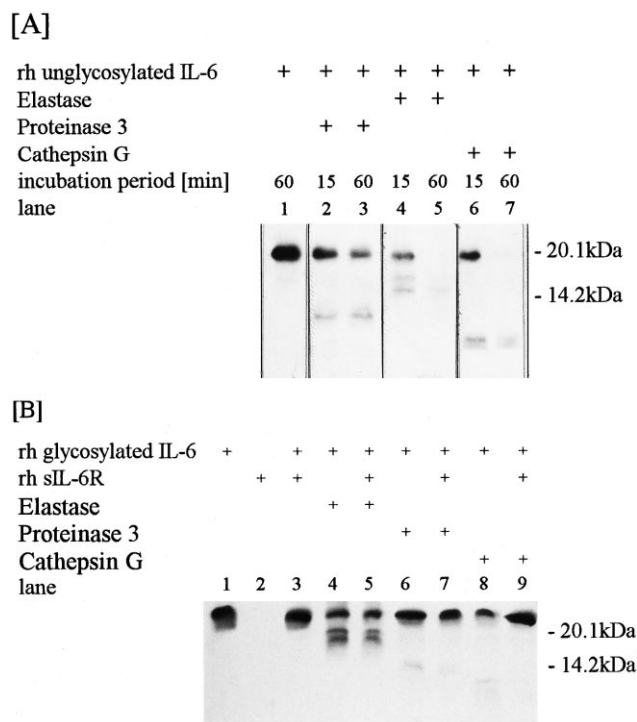 [A]
rh unglycosylated IL-6 + + + + + + +
Elastase + +
Proteinase 3 + +
Cathepsin G + +
incubation period [min] 60 15 60 15 60 15 60
lane 1 2 3 4 5 6 7
- 20.1kDa
- 14.2kDa
[B]
rh glycosylated IL-6 + + + + + + + +
rh sIL-6R + + + + +
Elastase + +
Proteinase 3 + +
Cathepsin G + +
lane 1 2 3 4 5 6 7 8 9
- 20.1kDa
- 14.2kDa